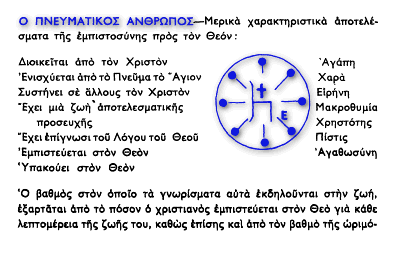 Ο ΠΝΕΥΜΑΤΙΚΟΣ ΑΝΘΡΩΠΟΣ—Μερικὰ χαρακτηριστικὰ ἀποτελέ-
σματα τῆς ἐμπιστοσύνης πρὸς τὸν Θεόν:
Διοικεῖται ἀπὸ τὸν Χριστὸν
Ἐνισχύεται ἀπὸ τὸ Πνεῦμα τὸ Ἅγιον
Συστήνει σὲ ἄλλους τὸν Χριστὸν
Ἔχει μιὰ ζωὴ ἀποτελεσματικῆς
προσευχῆς
Ἔχει ἐπίγνωσι τοῦ Λόγου τοῦ Θεοῦ
Ἐμπιστεύεται στὸν Θεὸν
Ὑπακούει στὸν Θεὸν
Ε
Ἀγάπη
Χαρὰ
Εἰρήνη
Μακροθυμία
Χρηστότης
Πίστις
Ἀγαθωσύνη
Ὁ βαθμὸς στὸν ὁποῖο τὰ γνωρίσματα αὐτὰ ἐκδηλοῦνται στὴν ζωή,
ἐξαρτᾶται ἀπὸ τὸ πόσον ὁ χριστιανὸς ἐμπιστεύεται στὸν Θεὸ γιὰ κάθε
λεπτομέρεια τῆς ζωῆς του, καθὼς ἐπίσης καὶ ἀπὸ τὸν βαθμὸ τῆς ὡριμό-